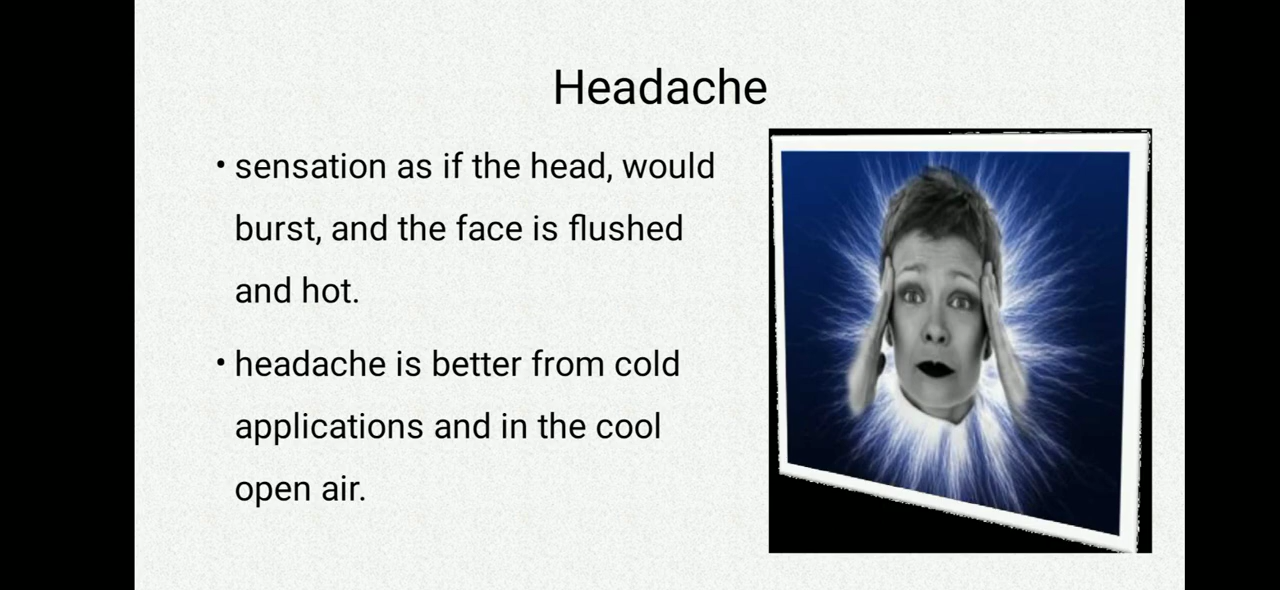 Headache
• sensation as if the head, would
burst, and the face is flushed
and hot.
• headache is better from cold
applications and in the cool
open air.